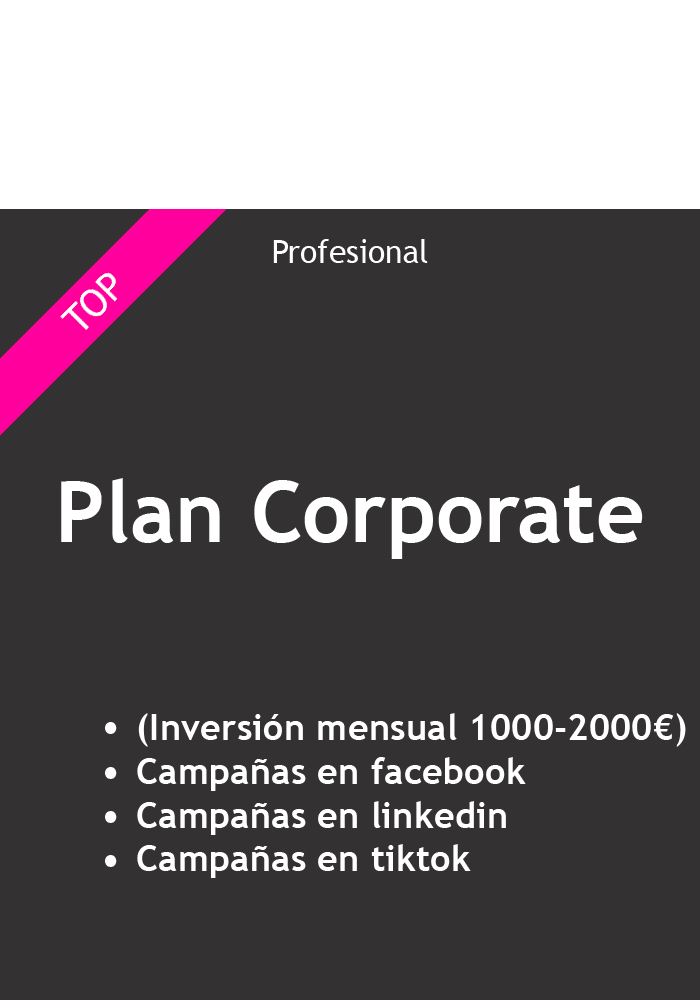 Profesional
TOP
Plan Corporate
• (Inversión mensual 1000-2000€)
• Campañas en facebook
• Campañas en linkedin
• Campañas en tiktok